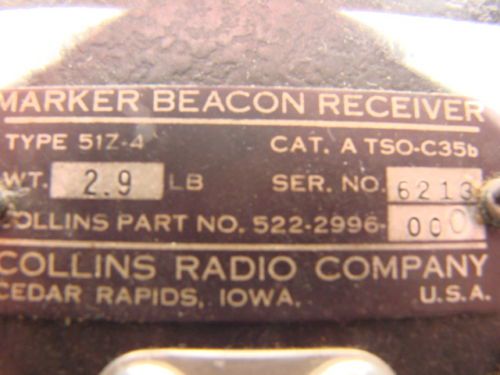 MARKER BEACON RECEIVER
TYPE 51Z-4 CAT. A TSO-C35b
WT. 2.9 LB SER. NO. 6213
COLLINS PART NO. 522-2996-000
COLLINS RADIO COMPANY
CEDAR RAPIDS, IOWA, U.S.A.